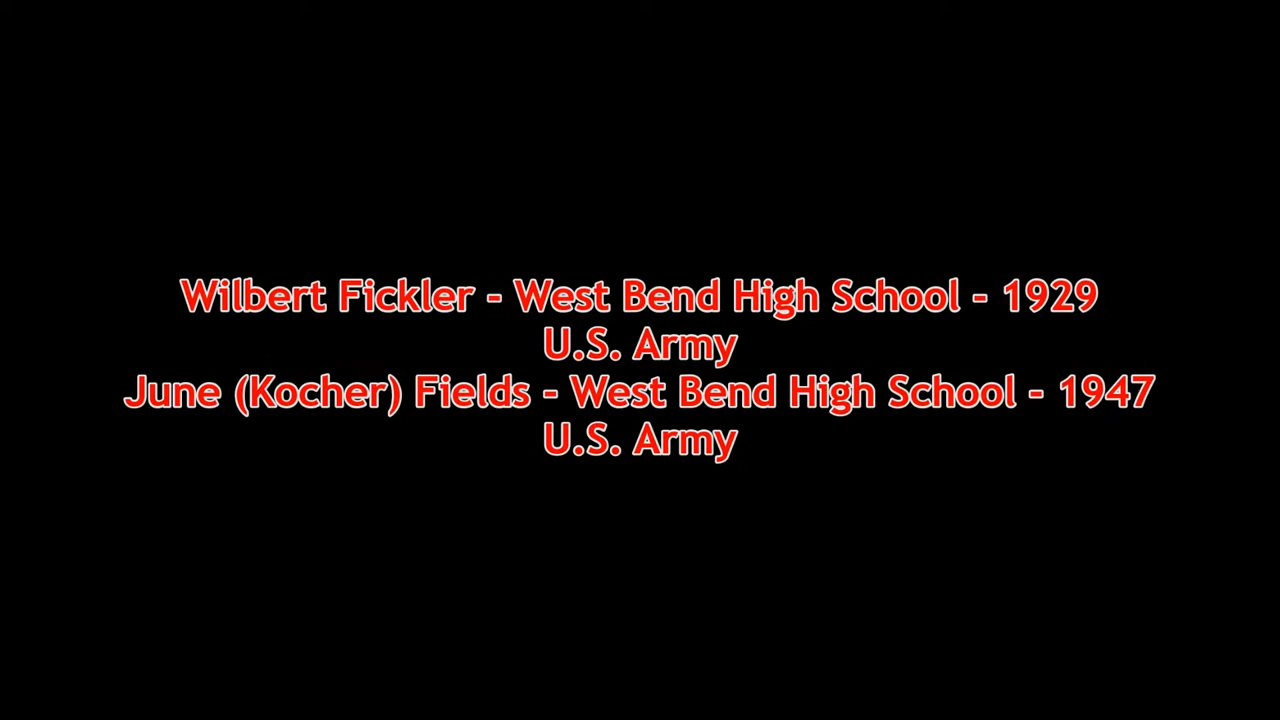 Wilbert Fickler - West Bend High School - 1929
U.S. Army
June (Kocher) Fields - West Bend High School - 1947
U.S. Army